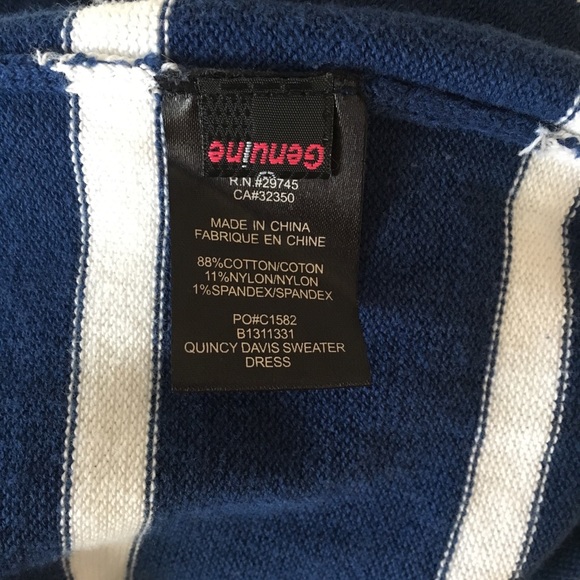 Genuine
R.N.#29745
CA#32350
MADE IN CHINA
FABRIQUE EN CHINE
88%COTTON/COTON
11%NYLON/NYLON
1%SPANDEX/SPANDEX
PO#C1582
B1311331
QUINCY DAVIS SWEATER
DRESS